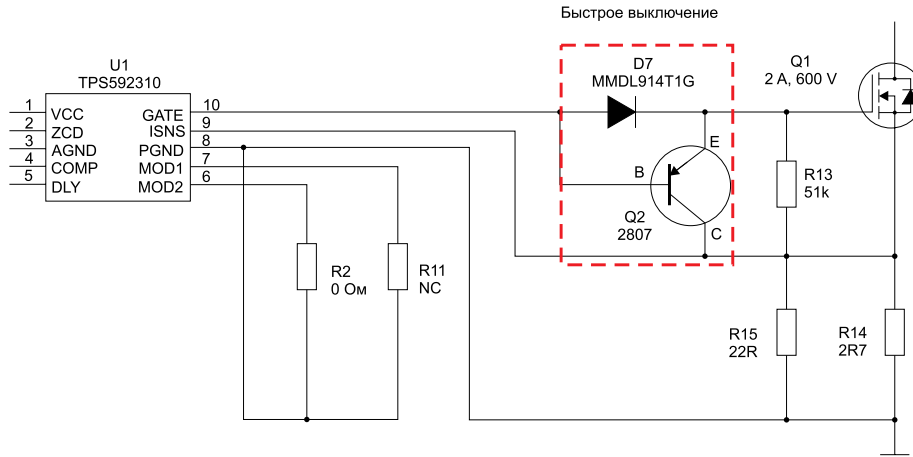 Быстрое выключение
U1
TPS592310
1
VCC
GATE
10
2
ZCD
ISNS
9
3
AGND
PGND
8
4
COMP
MOD1
7
5
DLY
MOD2
6
D7
MMDL914T1G
Q1
2 A, 600 V
E
B
C
Q2
2807
R13
51k
R2
0 Ом
R11
NC
R15
22R
R14
2R7